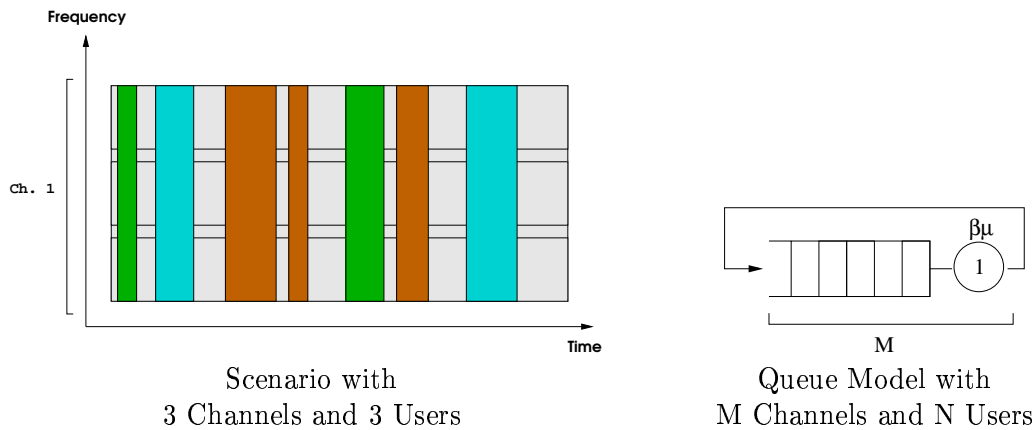 Frequency
Ch. 1
Time
Scenario with
3 Channels and 3 Users
βμ
1
M
Queue Model with
M Channels and N Users